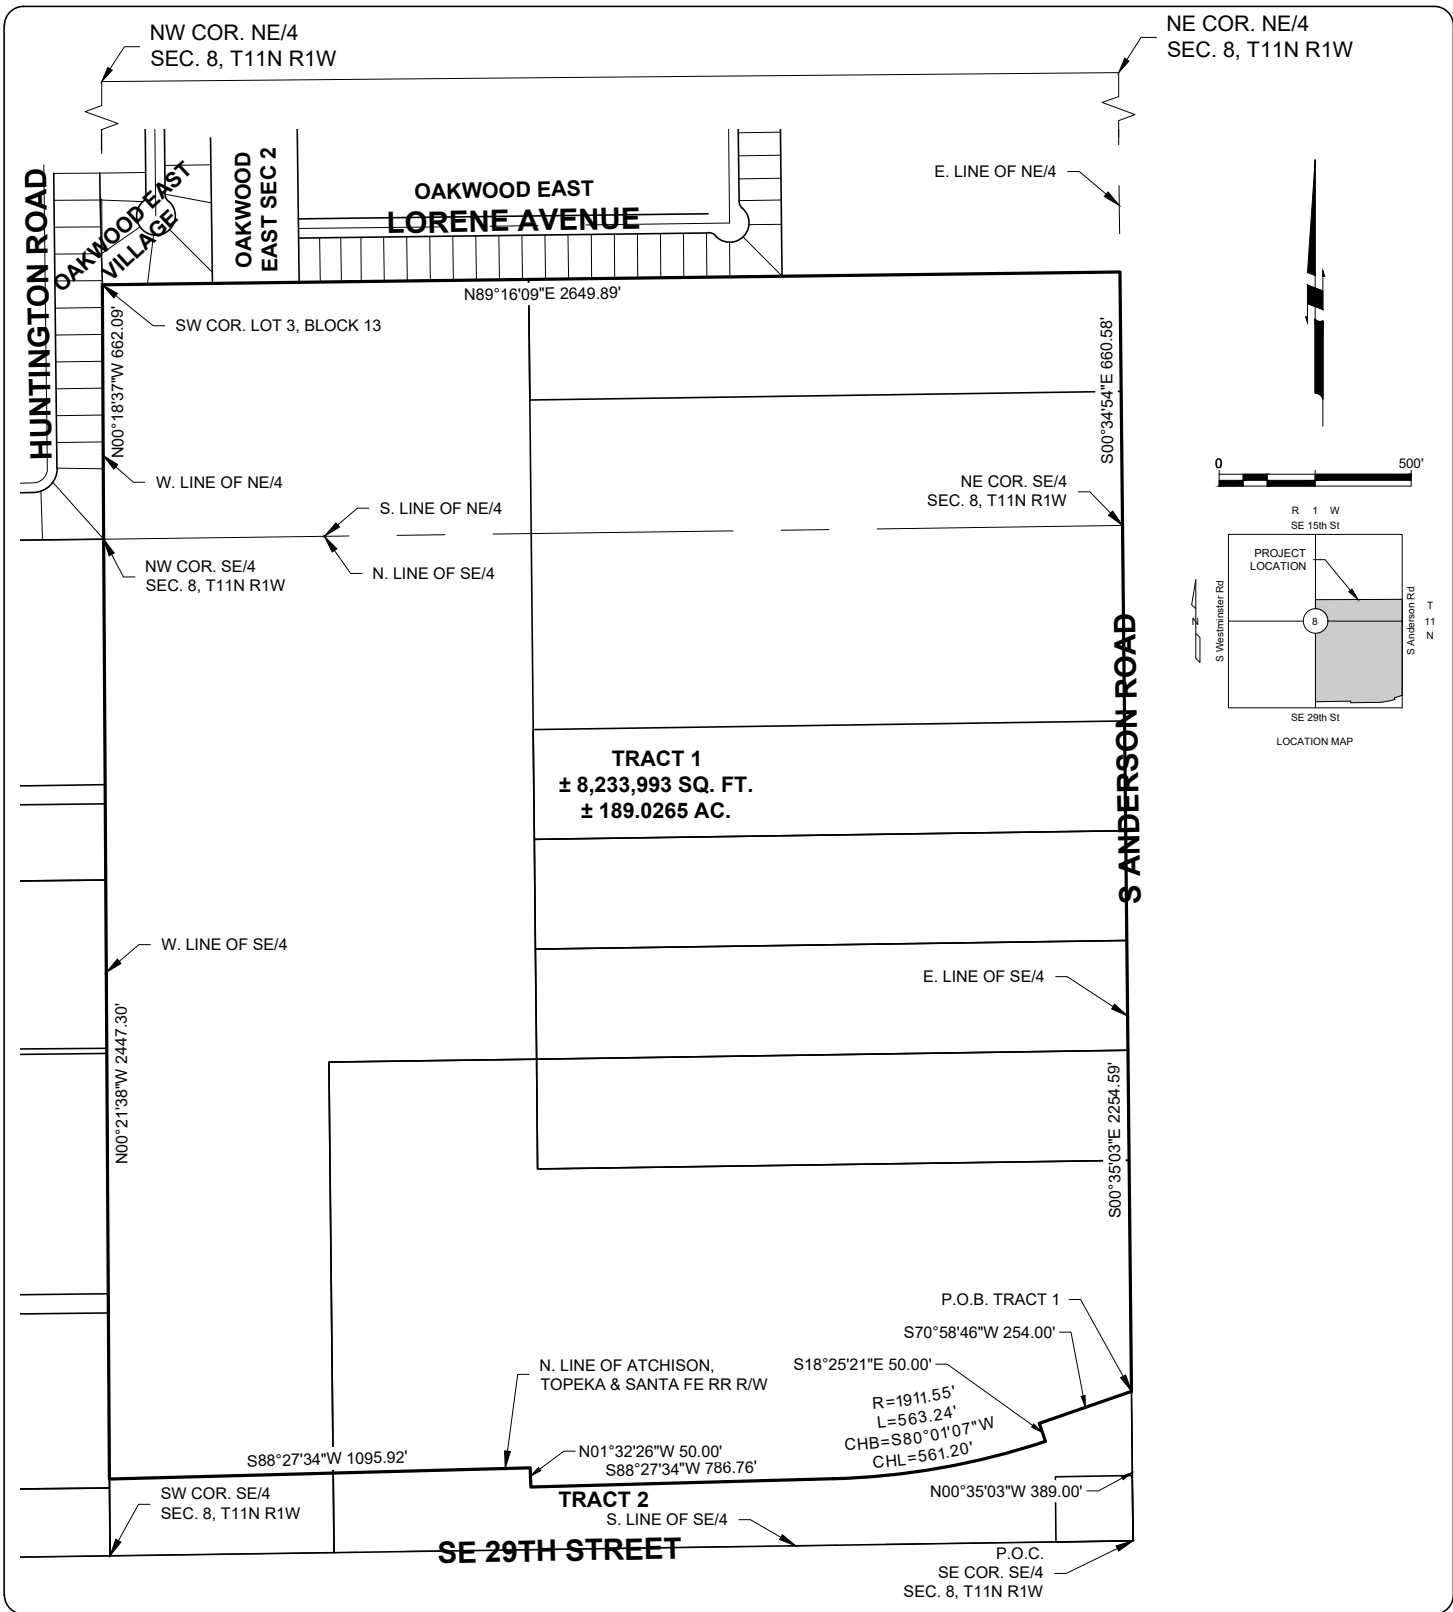 NW COR. NE/4
SEC. 8, T11N R1W
NE COR. NE/4
SEC. 8, T11N R1W
HUNTINGTON ROAD
OAKWOOD EAST
VILLAGE
OAKWOOD
EAST SEC 2
OAKWOOD EAST
LORENE AVENUE
E. LINE OF NE/4
N89°16'09"E 2649.89'
SW COR. LOT 3, BLOCK 13
N00°18'37"W 662.09'
S00°34'54"E 660.58'
W. LINE OF NE/4
S. LINE OF NE/4
N. LINE OF SE/4
NE COR. SE/4
SEC. 8, T11N R1W
NW COR. SE/4
SEC. 8, T11N R1W
0
500'
R 1 W
SE 15th St
PROJECT
LOCATION
S Westminster Rd
N
8
S Anderson Rd
T
11
N
SE 29th St
LOCATION MAP
S ANDERSON ROAD
TRACT 1
± 8,233,993 SQ. FT.
± 189.0265 AC.
W. LINE OF SE/4
E. LINE OF SE/4
N00°21'38"W 2447.30'
S00°35'03"E 2254.59'
P.O.B. TRACT 1
S70°58'46"W 254.00'
S18°25'21"E 50.00'
N. LINE OF ATCHISON,
TOPEKA & SANTA FE RR R/W
R=1911.55'
L=563.24'
CHB=S80°01'07"W
CHL=561.20'
S88°27'34"W 1095.92'
N01°32'26"W 50.00'
S88°27'34"W 786.76'
N00°35'03"W 389.00'
SW COR. SE/4
SEC. 8, T11N R1W
TRACT 2
S. LINE OF SE/4
SE 29TH STREET
P.O.C.
SE COR. SE/4
SEC. 8, T11N R1W